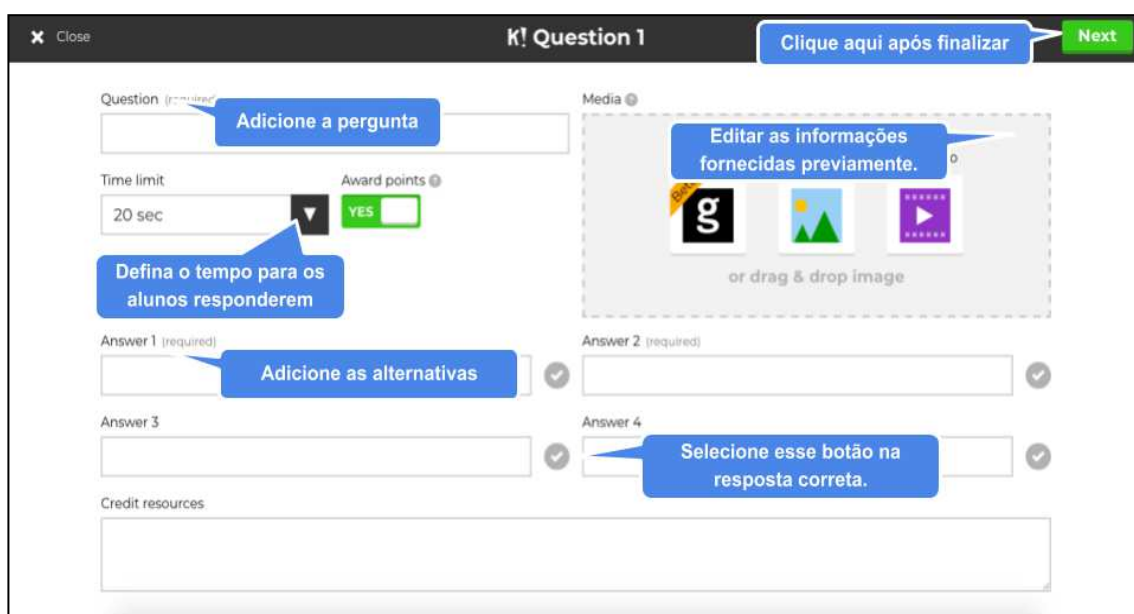 Close
K! Question 1
Clique aqui após finalizar
Next
Question
Adicione a pergunta
Media
Editar as informações
fornecidas previamente.
o
Time limit
Award points
20 sec
YES
Beta
g
or drag & drop image
Defina o tempo para os
alunos responderem
Answer 1 (required)
Answer 2 (required)
Adicione as alternativas
Answer 3
Answer 4
Selecione esse botão na
resposta correta.
Credit resources